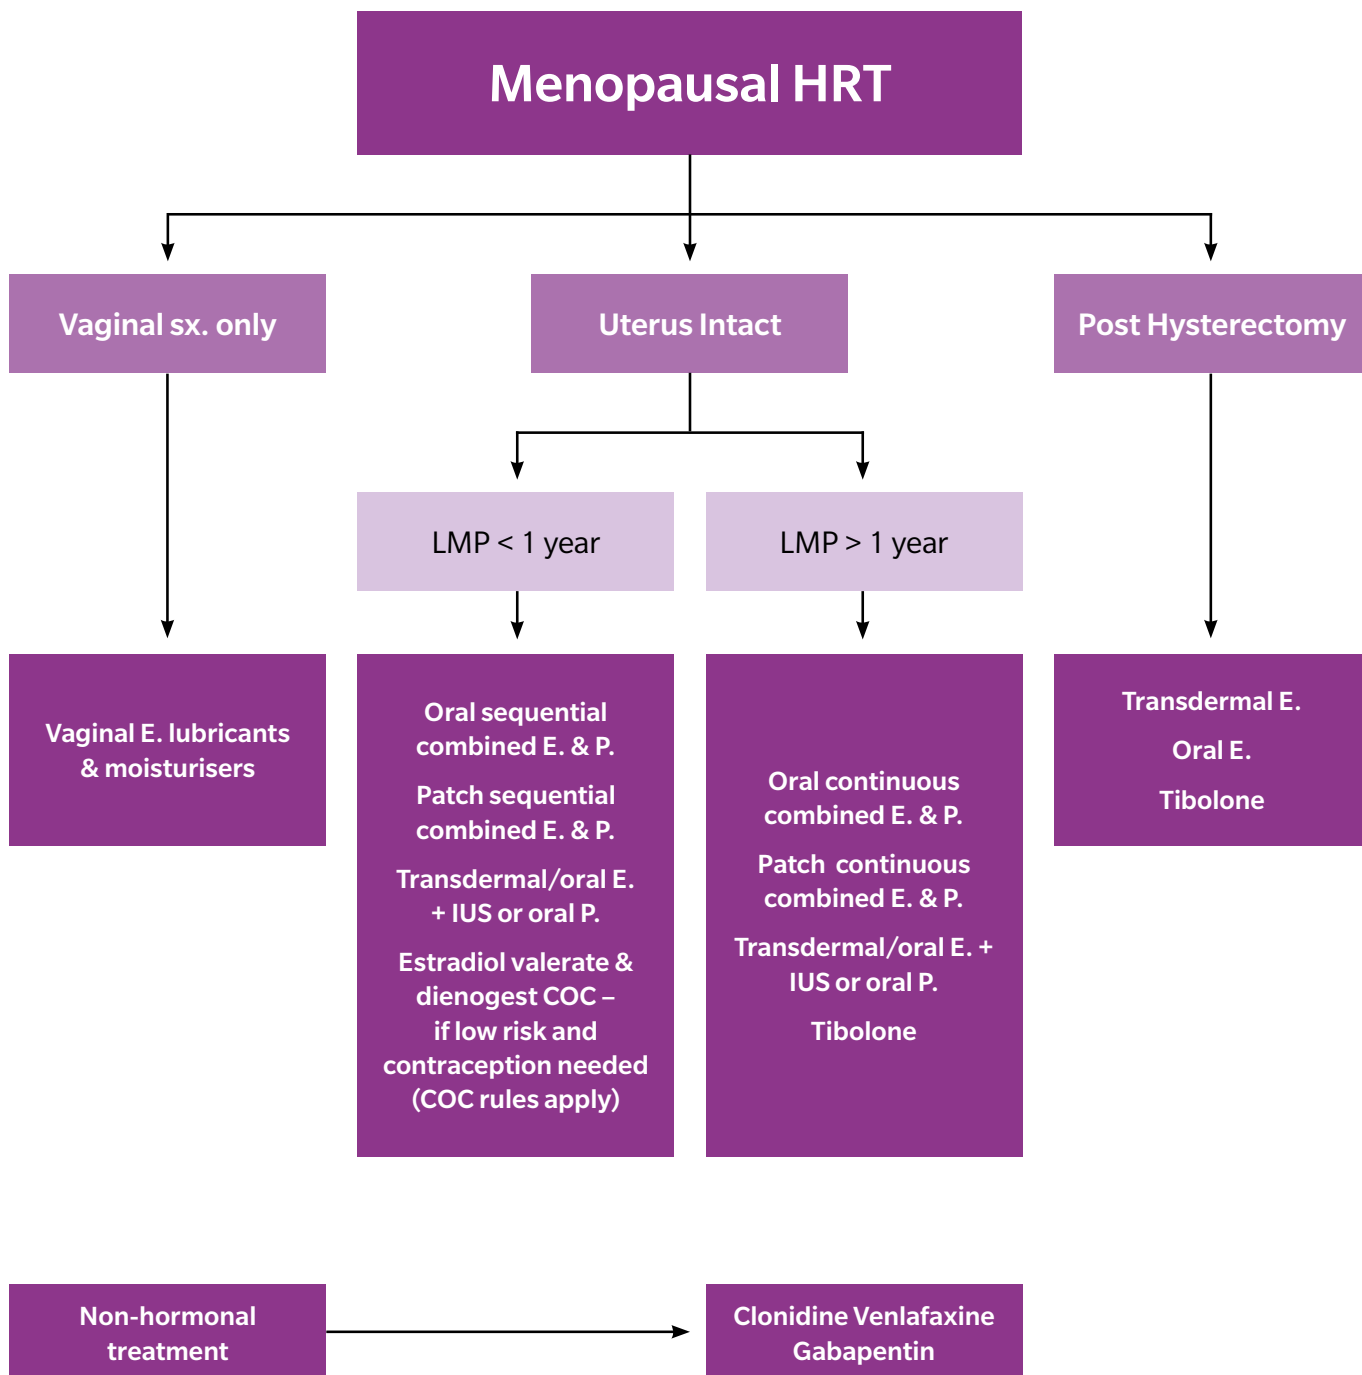 Menopausal HRT
Vaginal sx. only
Uterus Intact
Post Hysterectomy
LMP < 1 year
LMP > 1 year
Vaginal E. lubricants
& moisturisers
Oral sequential
combined E. & P.
Patch sequential
combined E. & P.
Transdermal/oral E.
+ IUS or oral P.
Estradiol valerate &
dienogest COC –
if low risk and
contraception needed
(COC rules apply)
Oral continuous
combined E. & P.
Patch continuous
combined E. & P.
Transdermal/oral E. +
IUS or oral P.
Tibolone
Transdermal E.
Oral E.
Tibolone
Non-hormonal
treatment
Clonidine Venlafaxine
Gabapentin